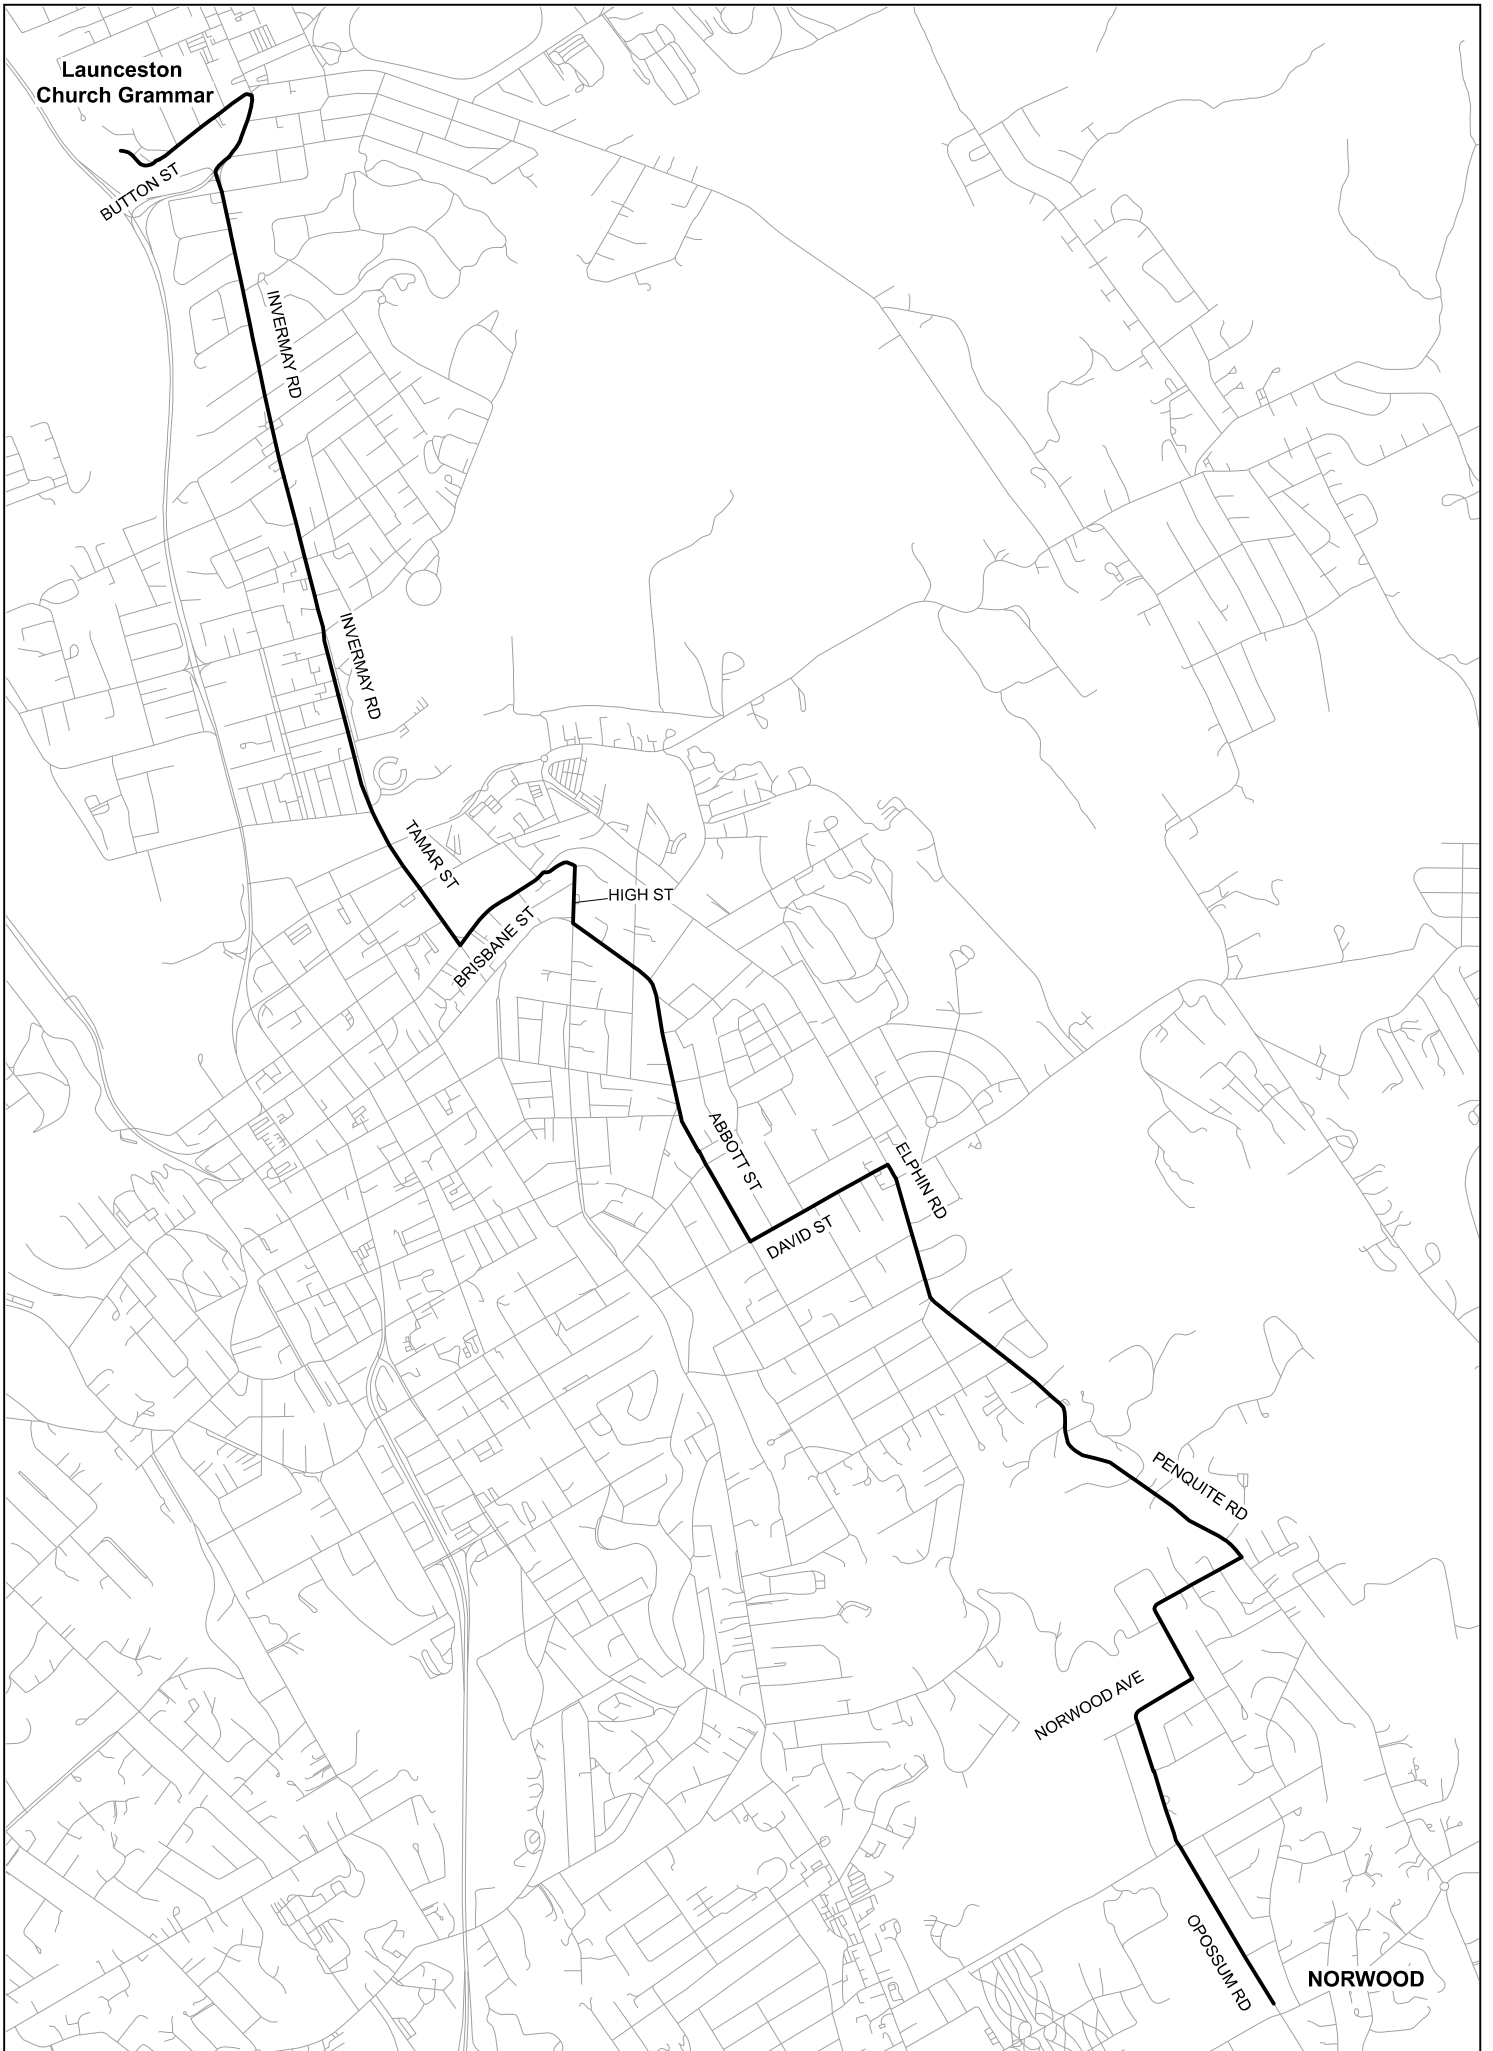 Launceston
Church Grammar
BUTTON ST
INVERMAY RD
INVERMAY RD
TAMAR ST
HIGH ST
BRISBANE ST
ABBOTT ST
ELPHIN RD
DAVID ST
PENQUITE RD
NORWOOD AVE
OPOSSUM RD
NORWOOD